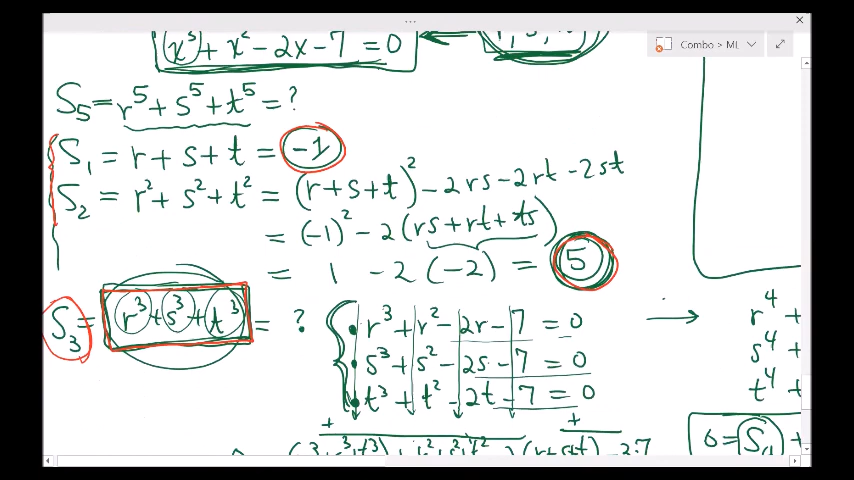 x³ + x² - 2x - 7 = 0
Combo > ML
S₅ = r⁵ + s⁵ + t⁵ = ?
S₁ = r + s + t = -1
S₂ = r² + s² + t² = (r + s + t)² - 2rs - 2rt - 2st
= (-1)² - 2(rs + rt + ts)
= 1 - 2(-2) = 5
S₃ = r³ + s³ + t³ = ?
r³ + r² - 2r - 7 = 0
s³ + s² - 2s - 7 = 0
t³ + t² - 2t - 7 = 0
→ r⁴ +
s⁴ +
t⁴ +
+ +
(r + s + t)
0 = S₄ +